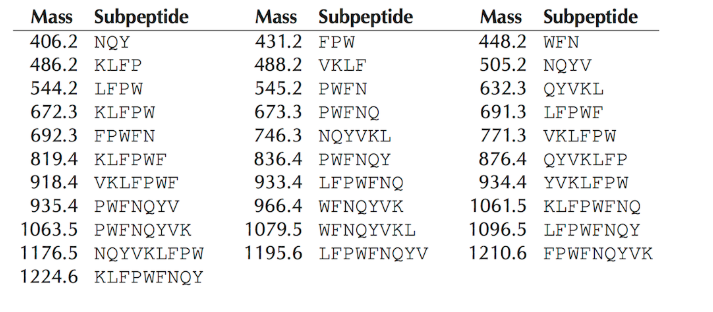 Mass Subpeptide Mass Subpeptide Mass Subpeptide
406.2 NQY 431.2 FPW 448.2 WFN
486.2 KLFP 488.2 VKLF 505.2 NQYV
544.2 LFPW 545.2 PWFN 632.3 QYVKL
672.3 KLFPW 673.3 PWFNQ 691.3 LFPWF
692.3 FPWFN 746.3 NQYVKL 771.3 VKLFPW
819.4 KLFPWF 836.4 PWFNQY 876.4 QYVKLFP
918.4 VKLFPWF 933.4 LFPWFNQ 934.4 YVKLFPW
935.4 PWFNQYV 966.4 WFNQYVK 1061.5 KLFPWFNQ
1063.5 PWFNQYVK 1079.5 WFNQYVKL 1096.5 LFPWFNQY
1176.5 NQYVKLFPW 1195.6 LFPWFNQYV 1210.6 FPWFNQYVK
1224.6 KLFPWFNQY